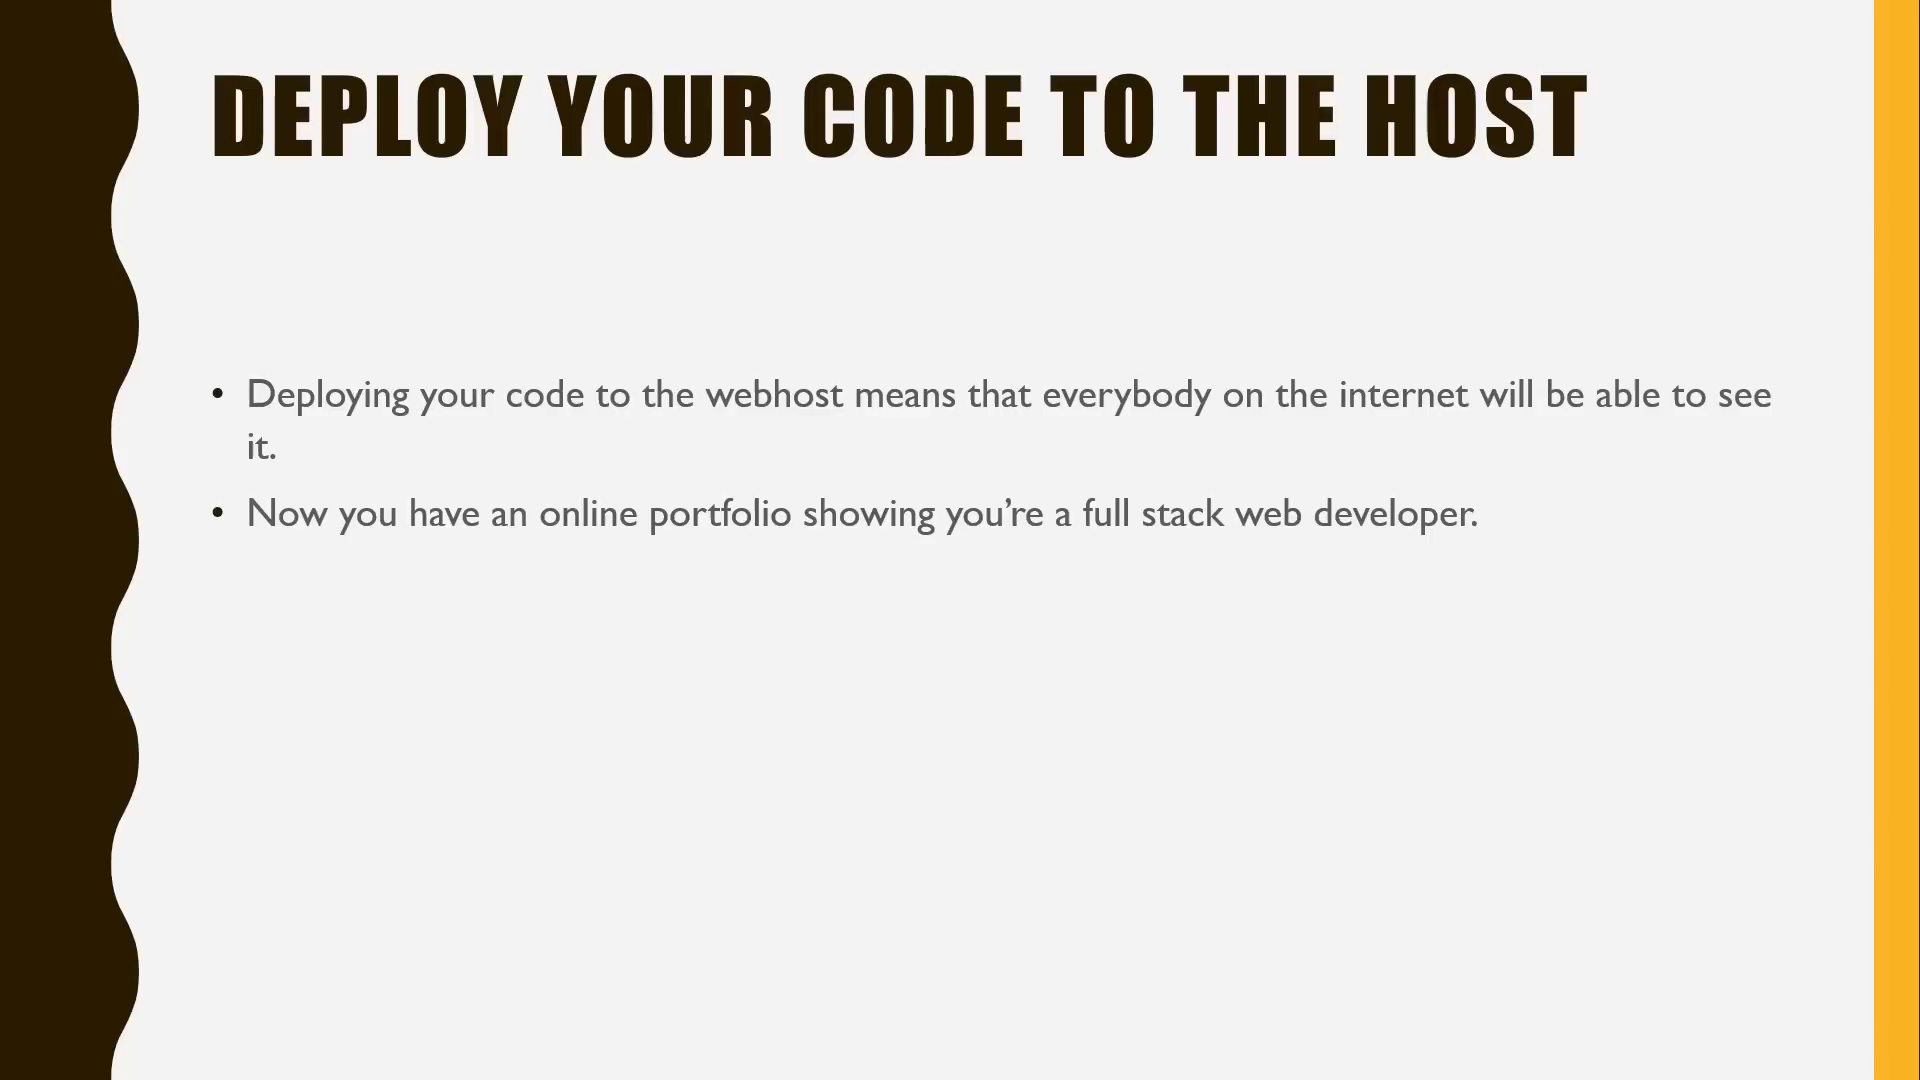 DEPLOY YOUR CODE TO THE HOST
• Deploying your code to the webhost means that everybody on the internet will be able to see
it.
• Now you have an online portfolio showing you’re a full stack web developer.